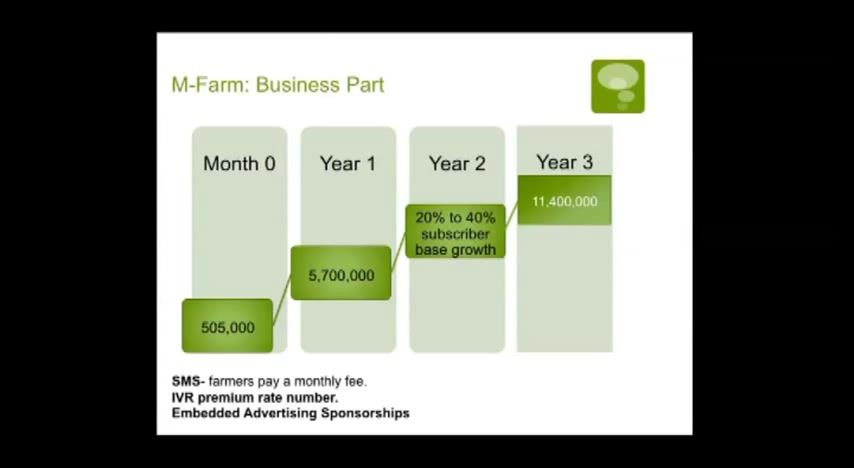 M-Farm: Business Part
Month 0
Year 1
Year 2
Year 3
505,000
5,700,000
20% to 40%
subscriber
base growth
11,400,000
SMS- farmers pay a monthly fee.
IVR premium rate number.
Embedded Advertising Sponsorships